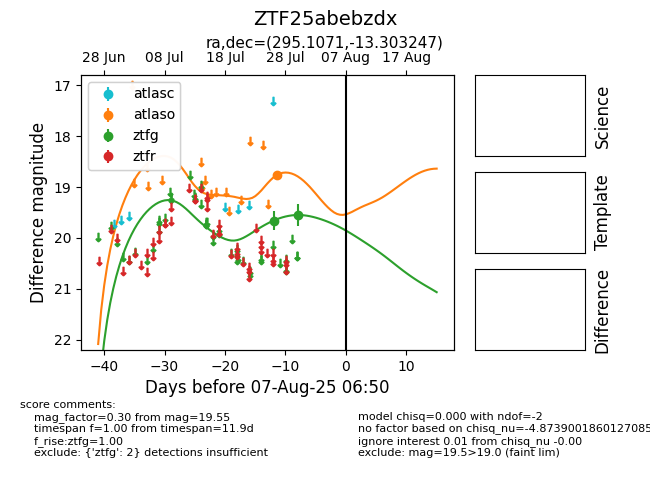 ZTF25abebzdx
ra,dec=(295.1071,-13.303247)
28 Jun 08 Jul 18 Jul 28 Jul 07 Aug 17 Aug
atlasc
atlaso
ztfg
ztfr
17
18
19
20
21
22
Difference magnitude
−40 −30 −20 −10 0 10
Days before 07-Aug-25 06:50
Science
Template
Difference
score comments:
mag_factor=0.30 from mag=19.55
timespan f=1.00 from timespan=11.9d
f_rise:ztfg=1.00
exclude: {'ztfg': 2} detections insufficient
model chisq=0.000 with ndof=-2
no factor based on chisq_nu=-4.8739001860127085
ignore interest 0.01 from chisq_nu -0.00
exclude: mag=19.5>19.0 (faint lim)